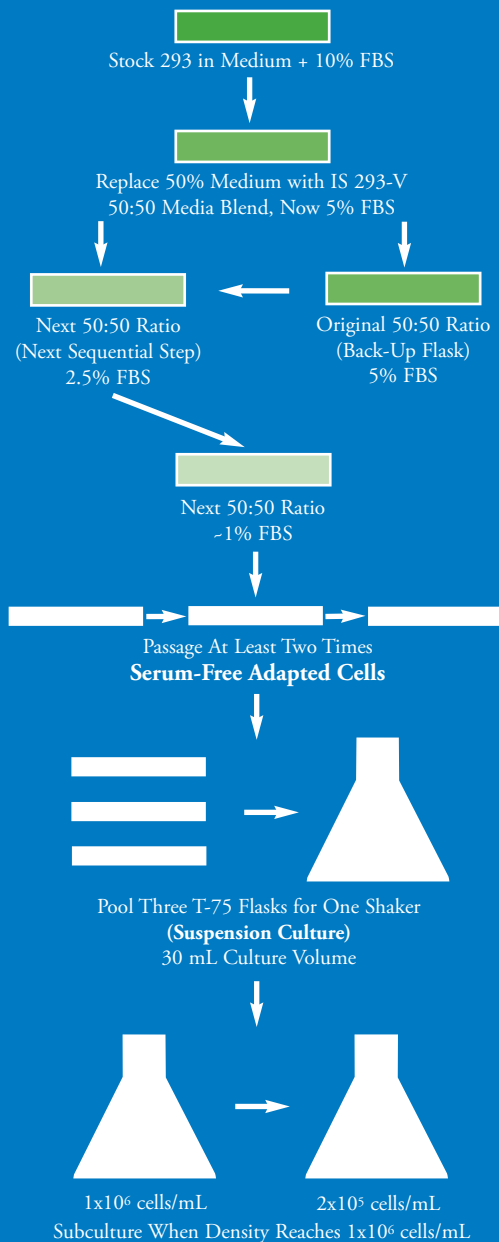 Stock 293 in Medium + 10% FBS
Replace 50% Medium with IS 293-V
50:50 Media Blend, Now 5% FBS
Next 50:50 Ratio
(Next Sequential Step)
2.5% FBS
Original 50:50 Ratio
(Back-Up Flask)
5% FBS
Next 50:50 Ratio
~1% FBS
Passage At Least Two Times
Serum-Free Adapted Cells
Pool Three T-75 Flasks for One Shaker
(Suspension Culture)
30 mL Culture Volume
1x10⁶ cells/mL
2x10⁵ cells/mL
Subculture When Density Reaches 1x10⁶ cells/mL